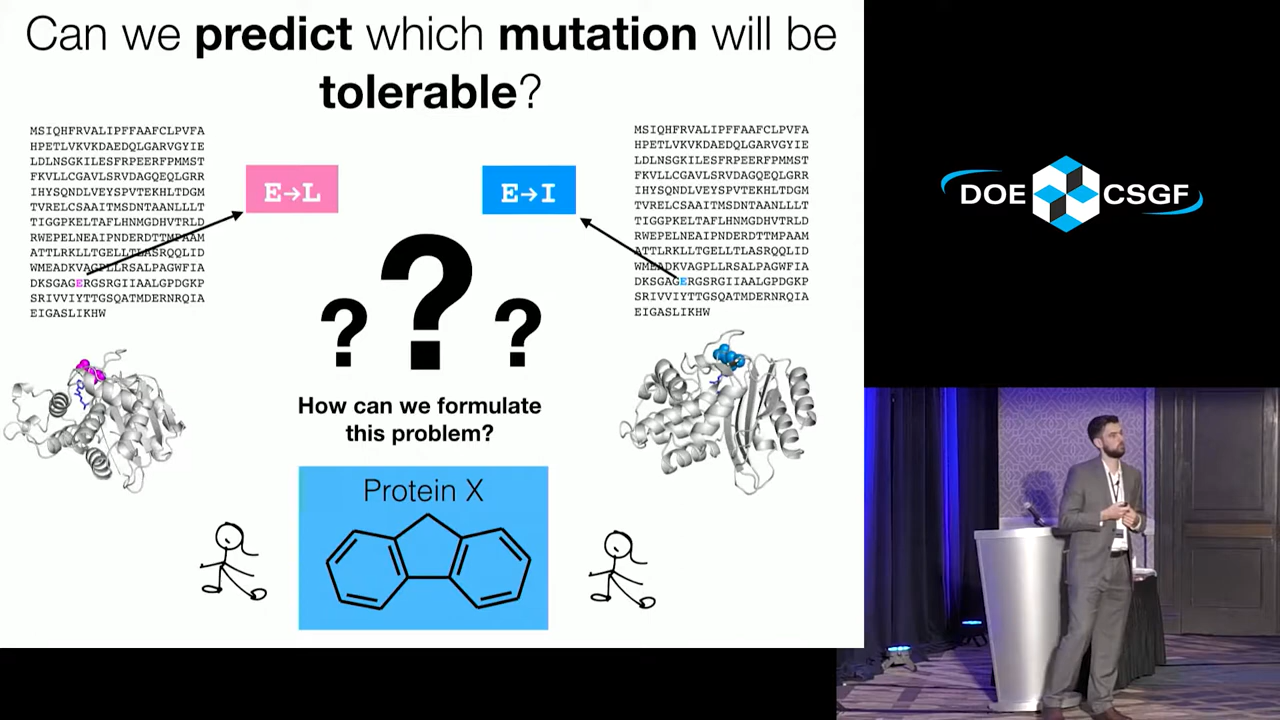 Can we predict which mutation will be
tolerable?
MSIQHFRVALIPFFAAFCLPVFA
HPETLVKVKDAEDQLGARVGYIE
LDLNSGKILESFRPEERFPMMST
FKVLLCGAVLSRVDAGQEQLGRR
IHYSQNDLVEYSPVTEKHLTDGM
TVRELCSAAITMSDNTAANLLLT
TIGGPKELTAFLHNMGDHVTRLD
RWEPELNEAIPNDERDTTMPAAM
ATTLRKLLTGELLTLASRQQLID
WMEADKVAGPLLRSALPAGWFIA
DKSGAGERGSRGIIAALGPDGKP
SRIVVIYTTGSQATMDERNRQIA
EIGASLIKHW
E→L
E→I
MSIQHFRVALIPFFAAFCLPVFA
HPETLVKVKDAEDQLGARVGYIE
LDLNSGKILESFRPEERFPMMST
FKVLLCGAVLSRVDAGQEQLGRR
IHYSQNDLVEYSPVTEKHLTDGM
TVRELCSAAITMSDNTAANLLLT
TIGGPKELTAFLHNMGDHVTRLD
RWEPELNEAIPNDERDTTMPAAM
ATTLRKLLTGELLTLASRQQLID
WMEADKVAGPLLRSALPAGWFIA
DKSGAGERGSRGIIAALGPDGKP
SRIVVIYTTGSQATMDERNRQIA
EIGASLIKHW
? ? ?
How can we formulate
this problem?
Protein X
DOE CSGF